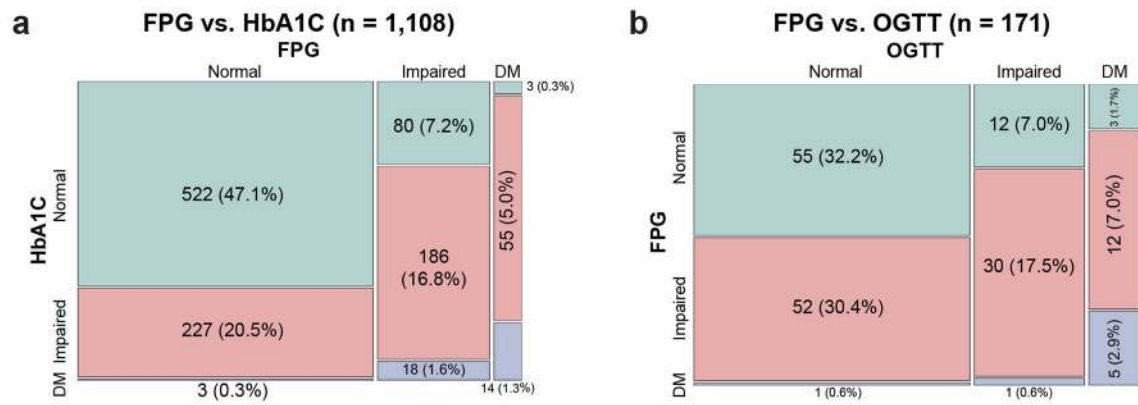 a
FPG vs. HbA1C (n = 1,108)
FPG
Normal Impaired DM
HbA1C
Normal
Impaired
DM
522 (47.1%)
80 (7.2%)
3 (0.3%)
227 (20.5%)
186
(16.8%)
55 (5.0%)
3 (0.3%)
18 (1.6%)
14 (1.3%)
b
FPG vs. OGTT (n = 171)
OGTT
Normal Impaired DM
FPG
Normal
Impaired
DM
55 (32.2%)
12 (7.0%)
3 (1.7%)
52 (30.4%)
30 (17.5%)
12 (7.0%)
1 (0.6%)
1 (0.6%)
5 (2.9%)